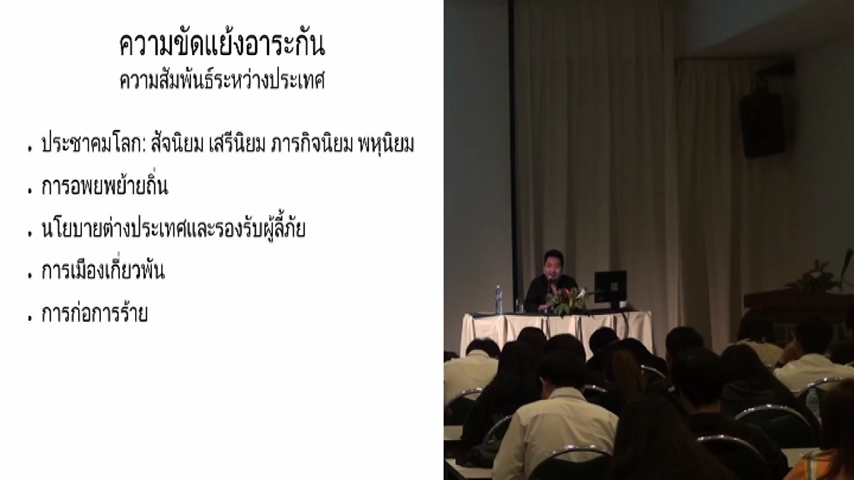 ความขัดแย้งอาระกัน
ความสัมพันธ์ระหว่างประเทศ
• ประชาคมโลก: สัจนิยม เสรีนิยม ภารกิจนิยม พหุนิยม
• การอพยพย้ายถิ่น
• นโยบายต่างประเทศและรองรับผู้ลี้ภัย
• การเมืองเกี่ยวพัน
• การก่อการร้าย